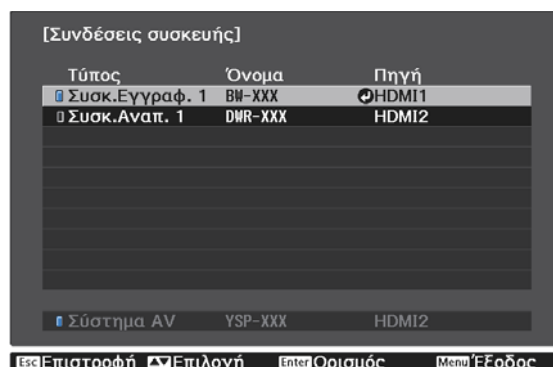 [Συνδέσεις συσκευής]
Τύπος Όνομα Πηγή
Συσκ.Εγγραφ. 1 BW-XXX HDMI1
Συσκ.Αναπ. 1 DWR-XXX HDMI2
Σύστημα AV YSP-XXX HDMI2
Esc Επιστροφή Επιλογή Enter Ορισμός Menu Έξοδος